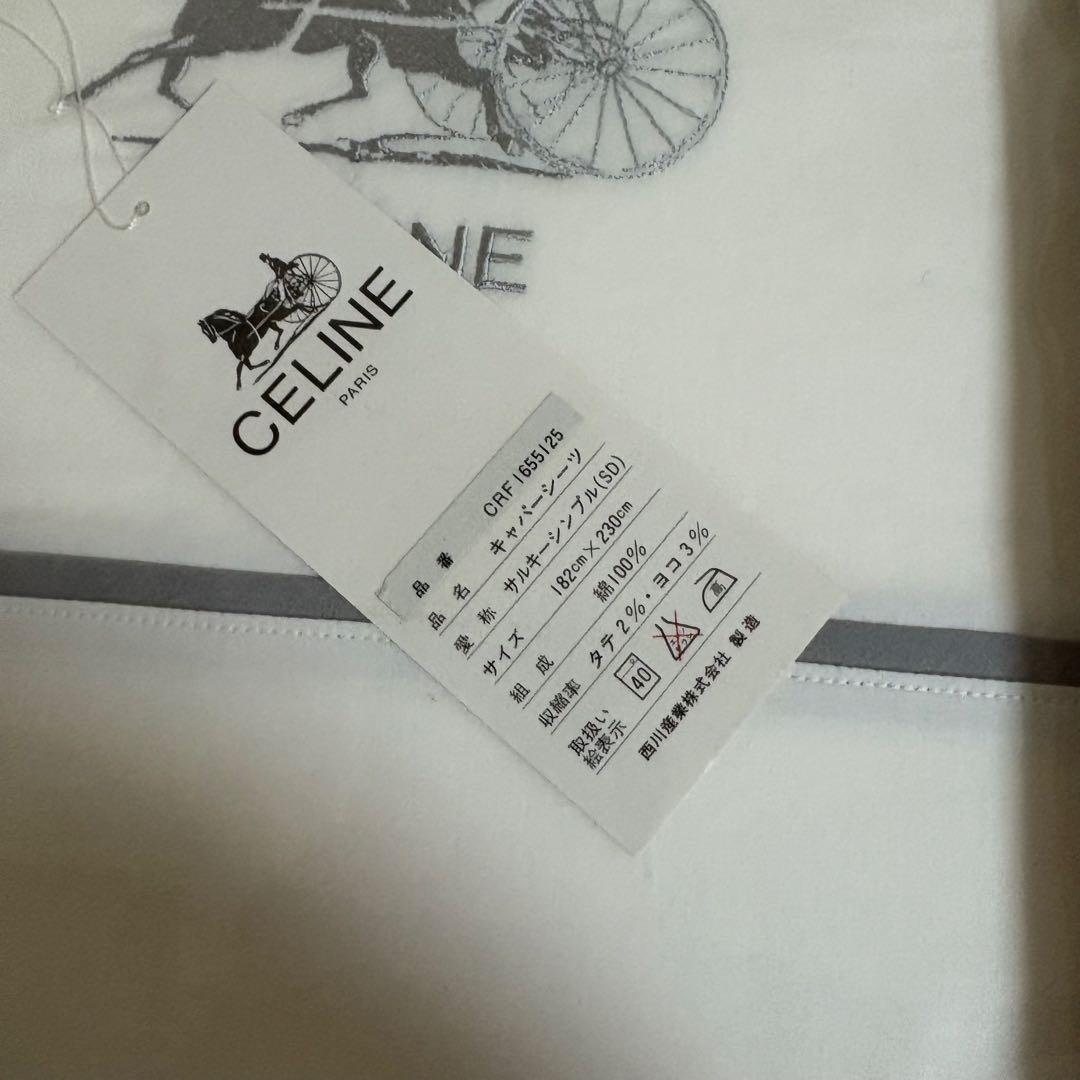 NE
CELINE
PARIS
品番 CRF1655125
品名 キャバーシーツ
愛称 サルキーシンプル(SD)
サイズ 182cm×230cm
組成 綿100%
収縮率 タテ2%・ヨコ3%
取扱い
絵表示
40
高
西川産業株式会社 製造